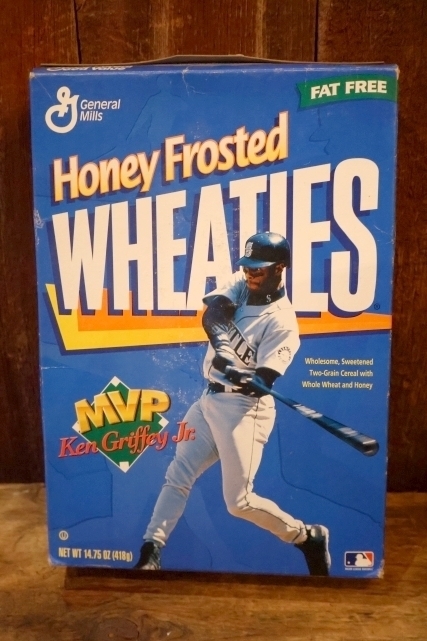 General
Mills
FAT FREE
Honey Frosted
WHEATIES
Wholesome, Sweetened
Two-Grain Cereal with
Whole Wheat and Honey
MVP
Ken Griffey Jr.
NET WT 14.75 OZ (418g)